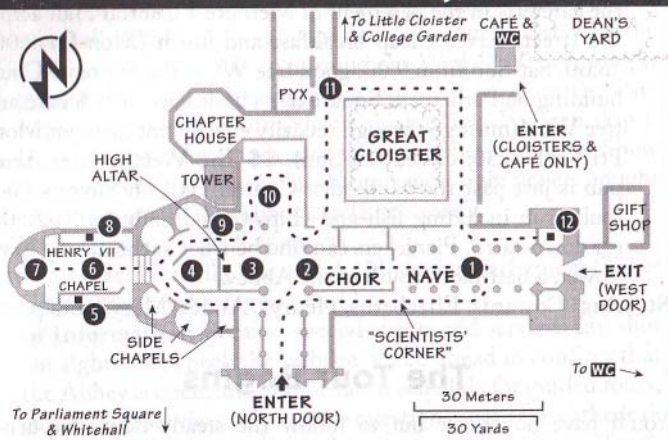 To Little Cloister
& College Garden
CAFÉ &
WC
DEAN'S
YARD
N
PYX
11
CHAPTER
HOUSE
GREAT
CLOISTER
ENTER
(CLOISTERS &
CAFÉ ONLY)
HIGH
ALTAR
TOWER
10
GIFT
SHOP
8
9
12
HENRY VII
7
6
4
3
2
CHOIR
NAVE
1
CHAPEL
5
EXIT
(WEST
DOOR)
SIDE
CHAPELS
"SCIENTISTS'
CORNER"
To WC
ENTER
(NORTH DOOR)
30 Meters
30 Yards
To Parliament Square
& Whitehall